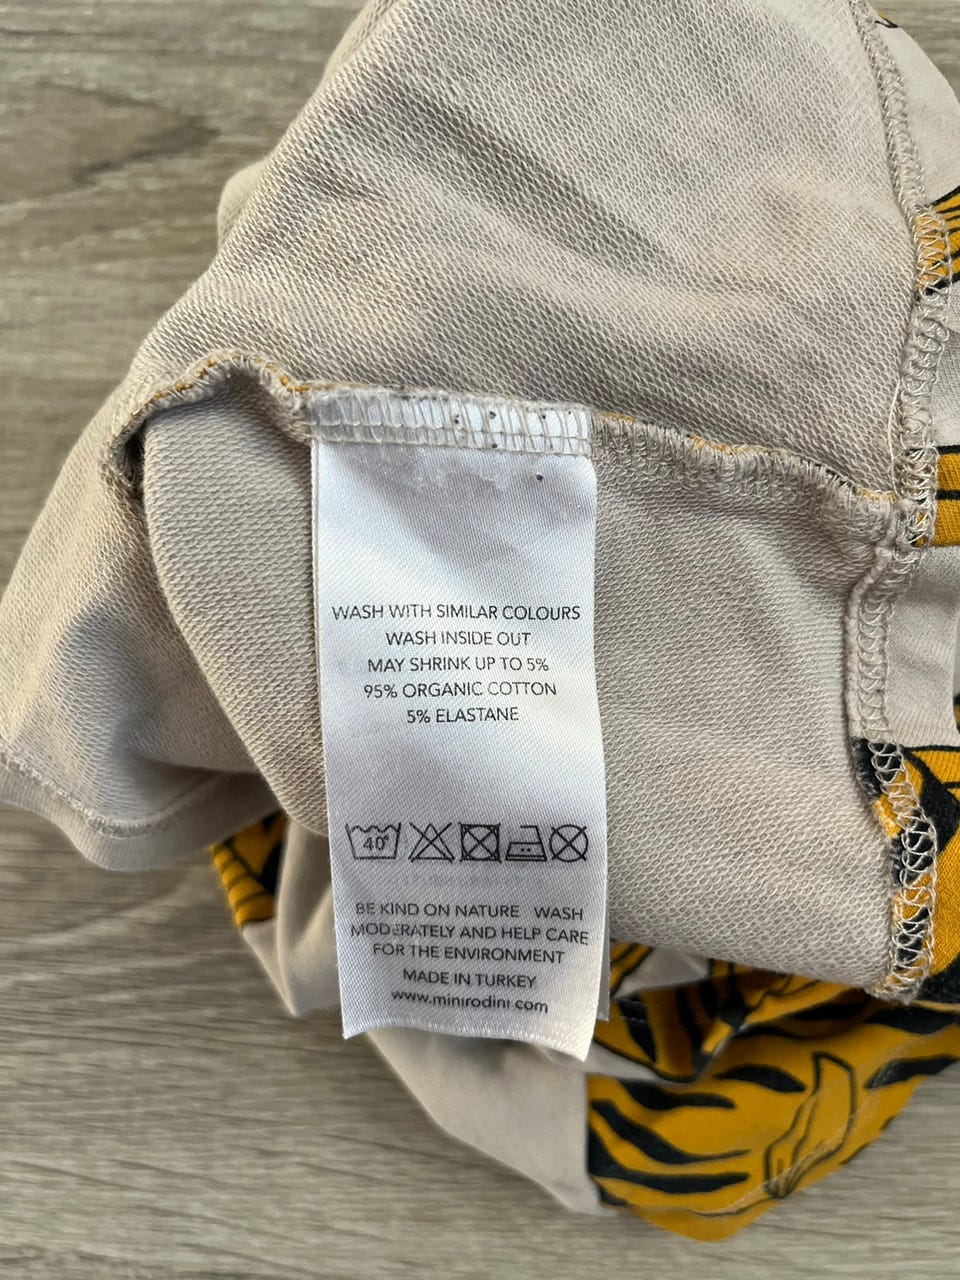 WASH WITH SIMILAR COLOURS
WASH INSIDE OUT
MAY SHRINK UP TO 5%
95% ORGANIC COTTON
5% ELASTANE
40°
BE KIND ON NATURE WASH
MODERATELY AND HELP CARE
FOR THE ENVIRONMENT
MADE IN TURKEY
www.minirodini.com